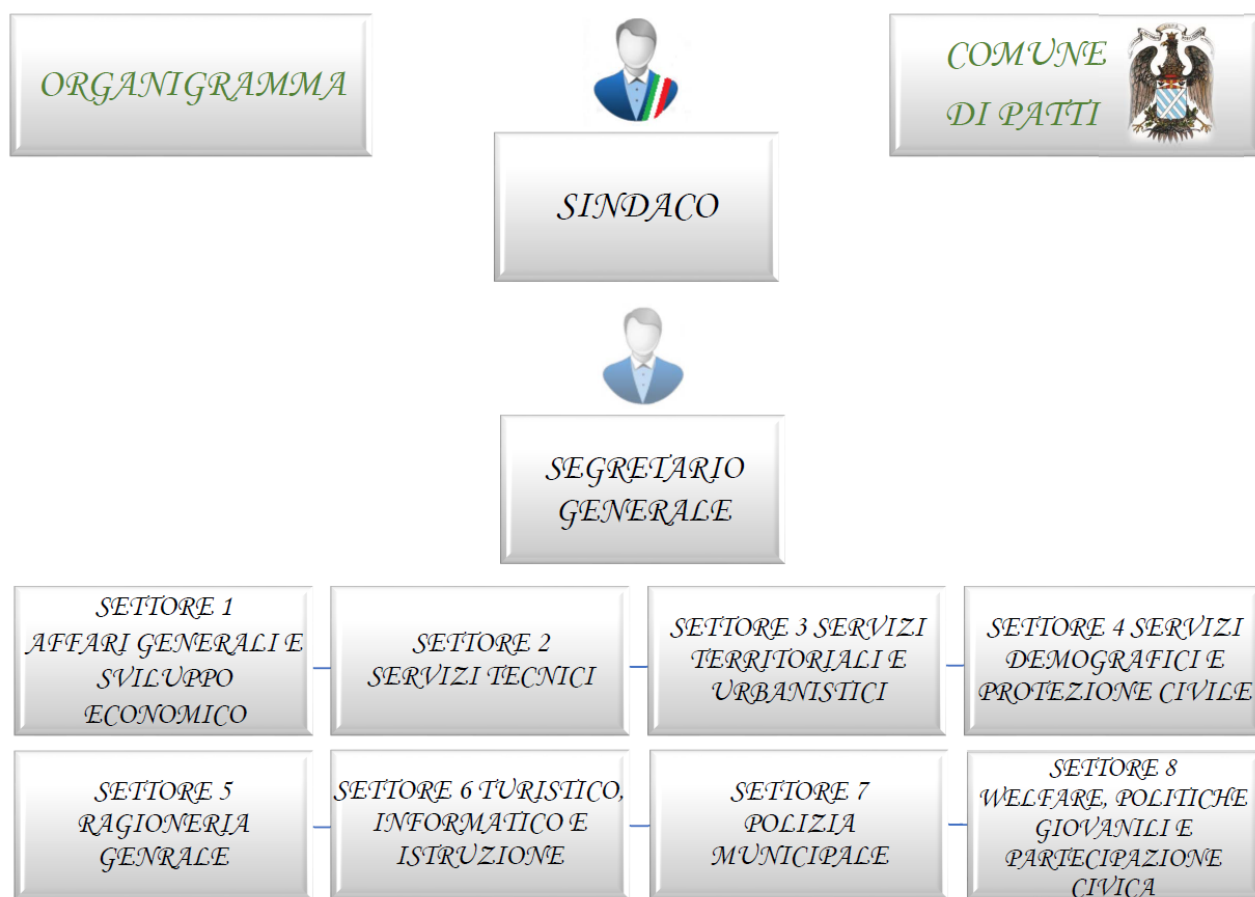 ORGANIGRAMMA
COMUNE
DI PATTI
SINDACO
SEGRETARIO
GENERALE
SETTORE 1
AFFARI GENERALI E
SVILUPPO
ECONOMICO
SETTORE 2
SERVIZI TECNICI
SETTORE 3 SERVIZI
TERRITORIALI E
URBANISTICI
SETTORE 4 SERVIZI
DEMOGRAFICI E
PROTEZIONE CIVILE
SETTORE 5
RAGIONERIA
GENRALE
SETTORE 6 TURISTICO,
INFORMATICO E
ISTRUZIONE
SETTORE 7
POLIZIA
MUNICIPALE
SETTORE 8
WELFARE, POLITICHE
GIOVANILI E
PARTECIPAZIONE
CIVICA